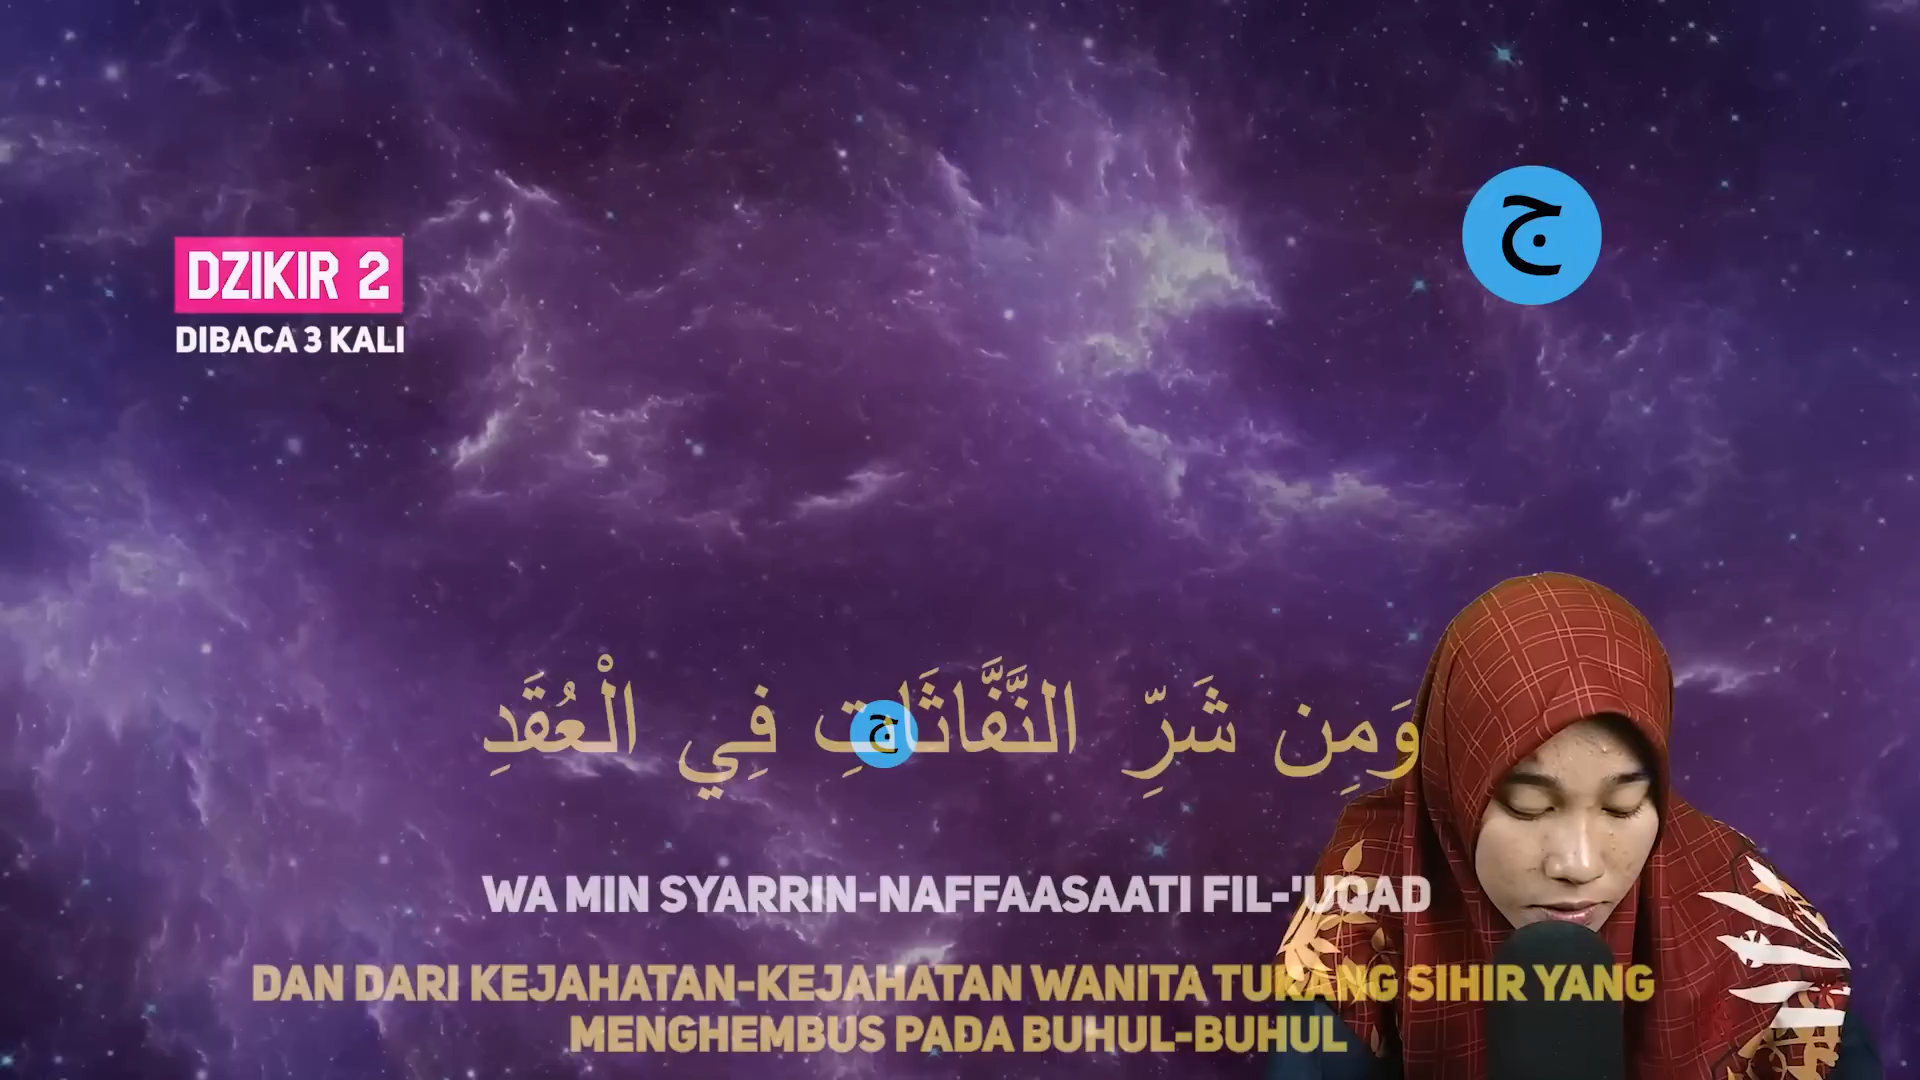 ج
DZIKIR 2
DIBACA 3 KALI
وَمِن شَرِّ النَّفَّاثَاتِ فِي الْعُقَدِ
ج
WA MIN SYARRIN-NAFFAASAATI FIL-'UQAD
DAN DARI KEJAHATAN-KEJAHATAN WANITA TUKANG SIHIR YANG
MENGHEMBUS PADA BUHUL-BUHUL